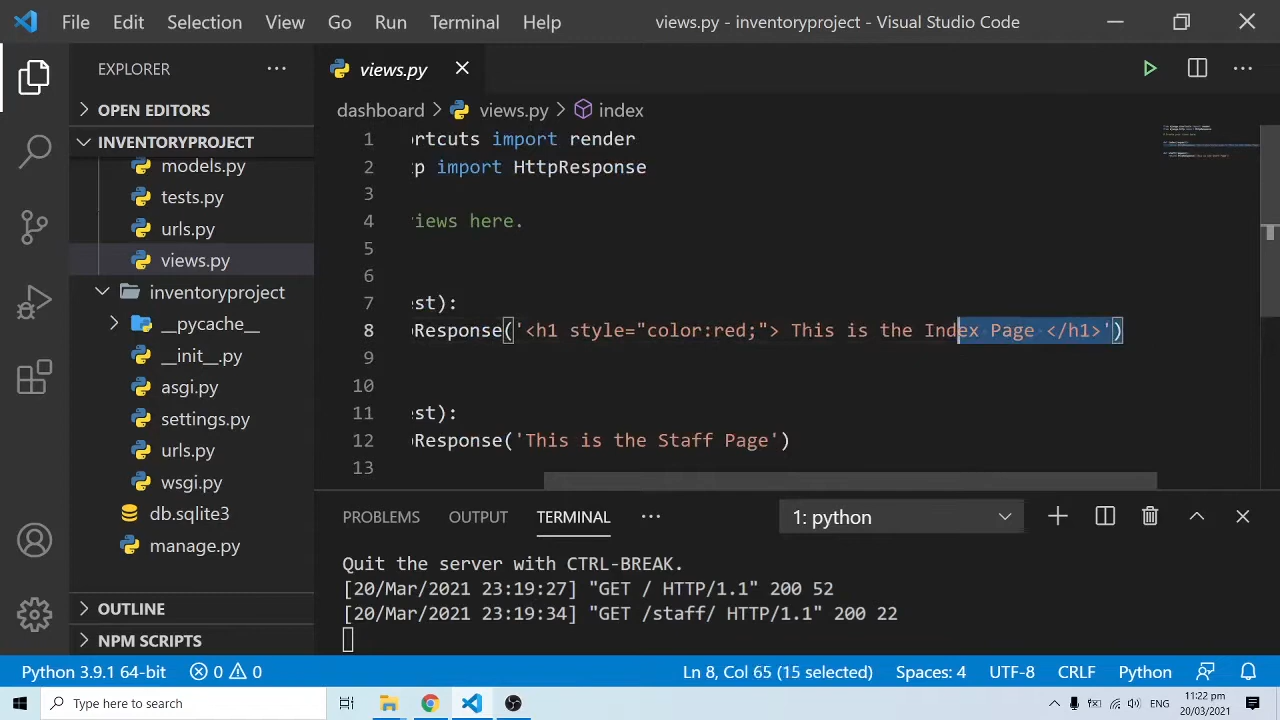 File Edit Selection View Go Run Terminal Help views.py - inventoryproject - Visual Studio Code
EXPLORER
OPEN EDITORS
INVENTORYPROJECT
models.py
tests.py
urls.py
views.py
inventoryproject
__pycache__
__init__.py
asgi.py
settings.py
urls.py
wsgi.py
db.sqlite3
manage.py
OUTLINE
NPM SCRIPTS
views.py
dashboard views.py index
1 rtcuts import render
2 p import HttpResponse
3
4 iews here.
5
6
7 est):
8 Response('<h1 style="color:red;"> This is the Index Page </h1>')
9
10
11 est):
12 Response('This is the Staff Page')
13
PROBLEMS OUTPUT TERMINAL 1: python
Quit the server with CTRL-BREAK.
[20/Mar/2021 23:19:27] "GET / HTTP/1.1" 200 52
[20/Mar/2021 23:19:34] "GET /staff/ HTTP/1.1" 200 22
Python 3.9.1 64-bit 0 0 Ln 8, Col 65 (15 selected) Spaces: 4 UTF-8 CRLF Python
Type here to search ENG 11:22 pm
20/03/2021